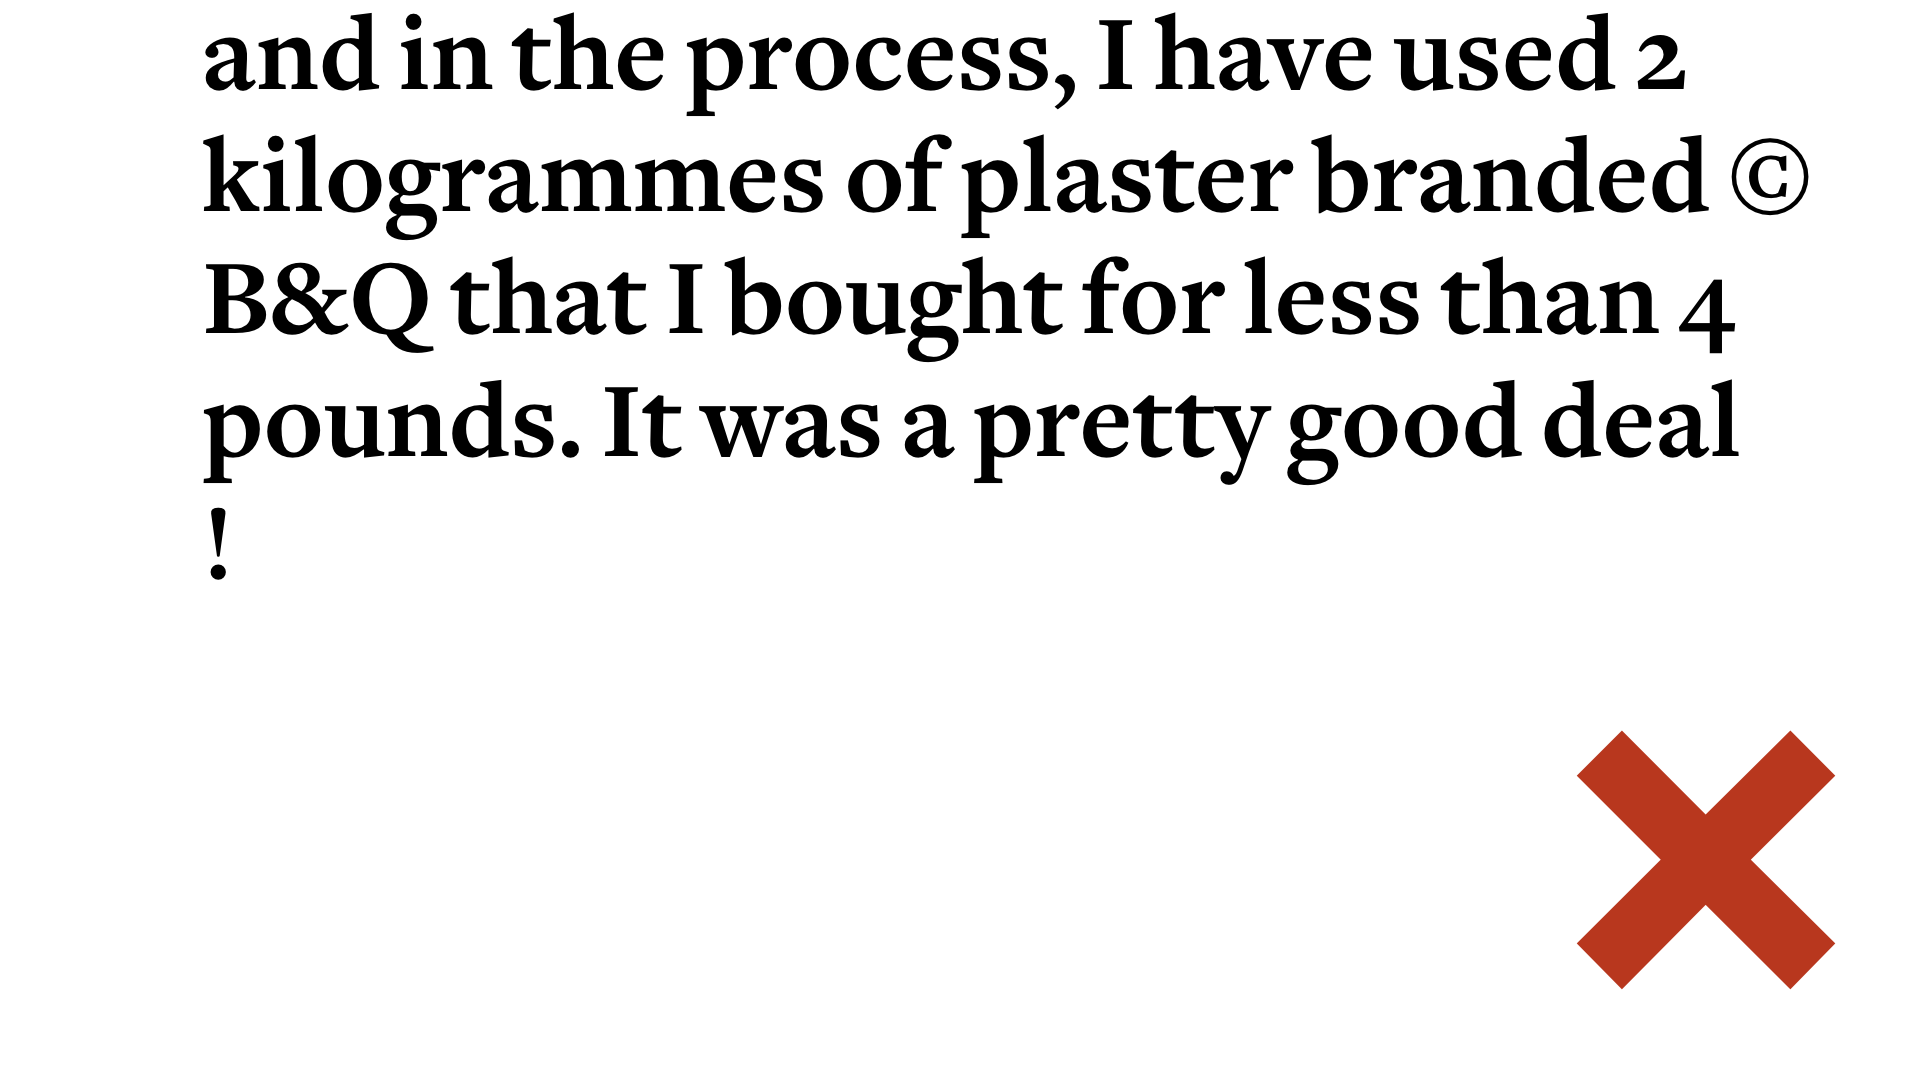 and in the process, I have used 2
kilogrammes of plaster branded ©
B&Q that I bought for less than 4
pounds. It was a pretty good deal
!